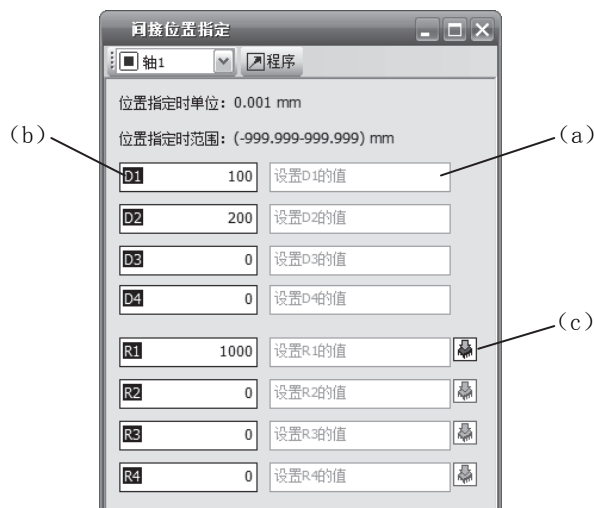 间接位置指定
轴1 程序
位置指定时单位：0.001 mm
位置指定时范围：(-999.999-999.999) mm
(b)
(a)
D1 100 设置D1的值
D2 200 设置D2的值
D3 0 设置D3的值
D4 0 设置D4的值
(c)
R1 1000 设置R1的值
R2 0 设置R2的值
R3 0 设置R3的值
R4 0 设置R4的值